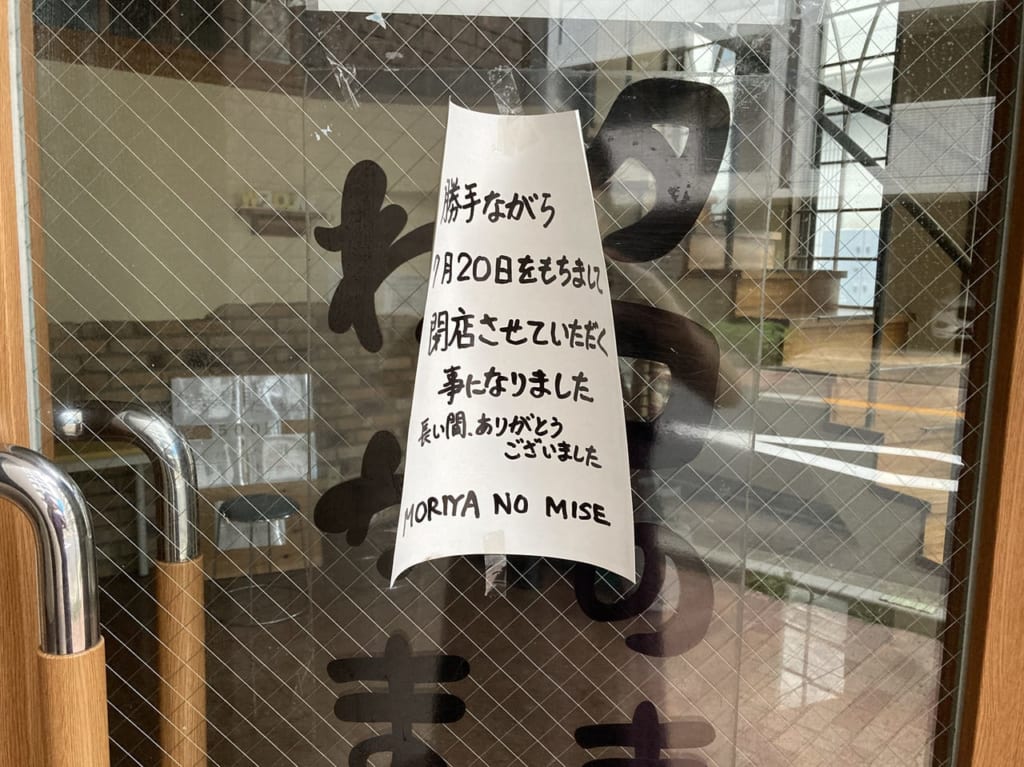 勝手ながら
7月20日をもちまして
閉店させていただく
事になりました
長い間、ありがとう
ございました
MORIYA NO MISE